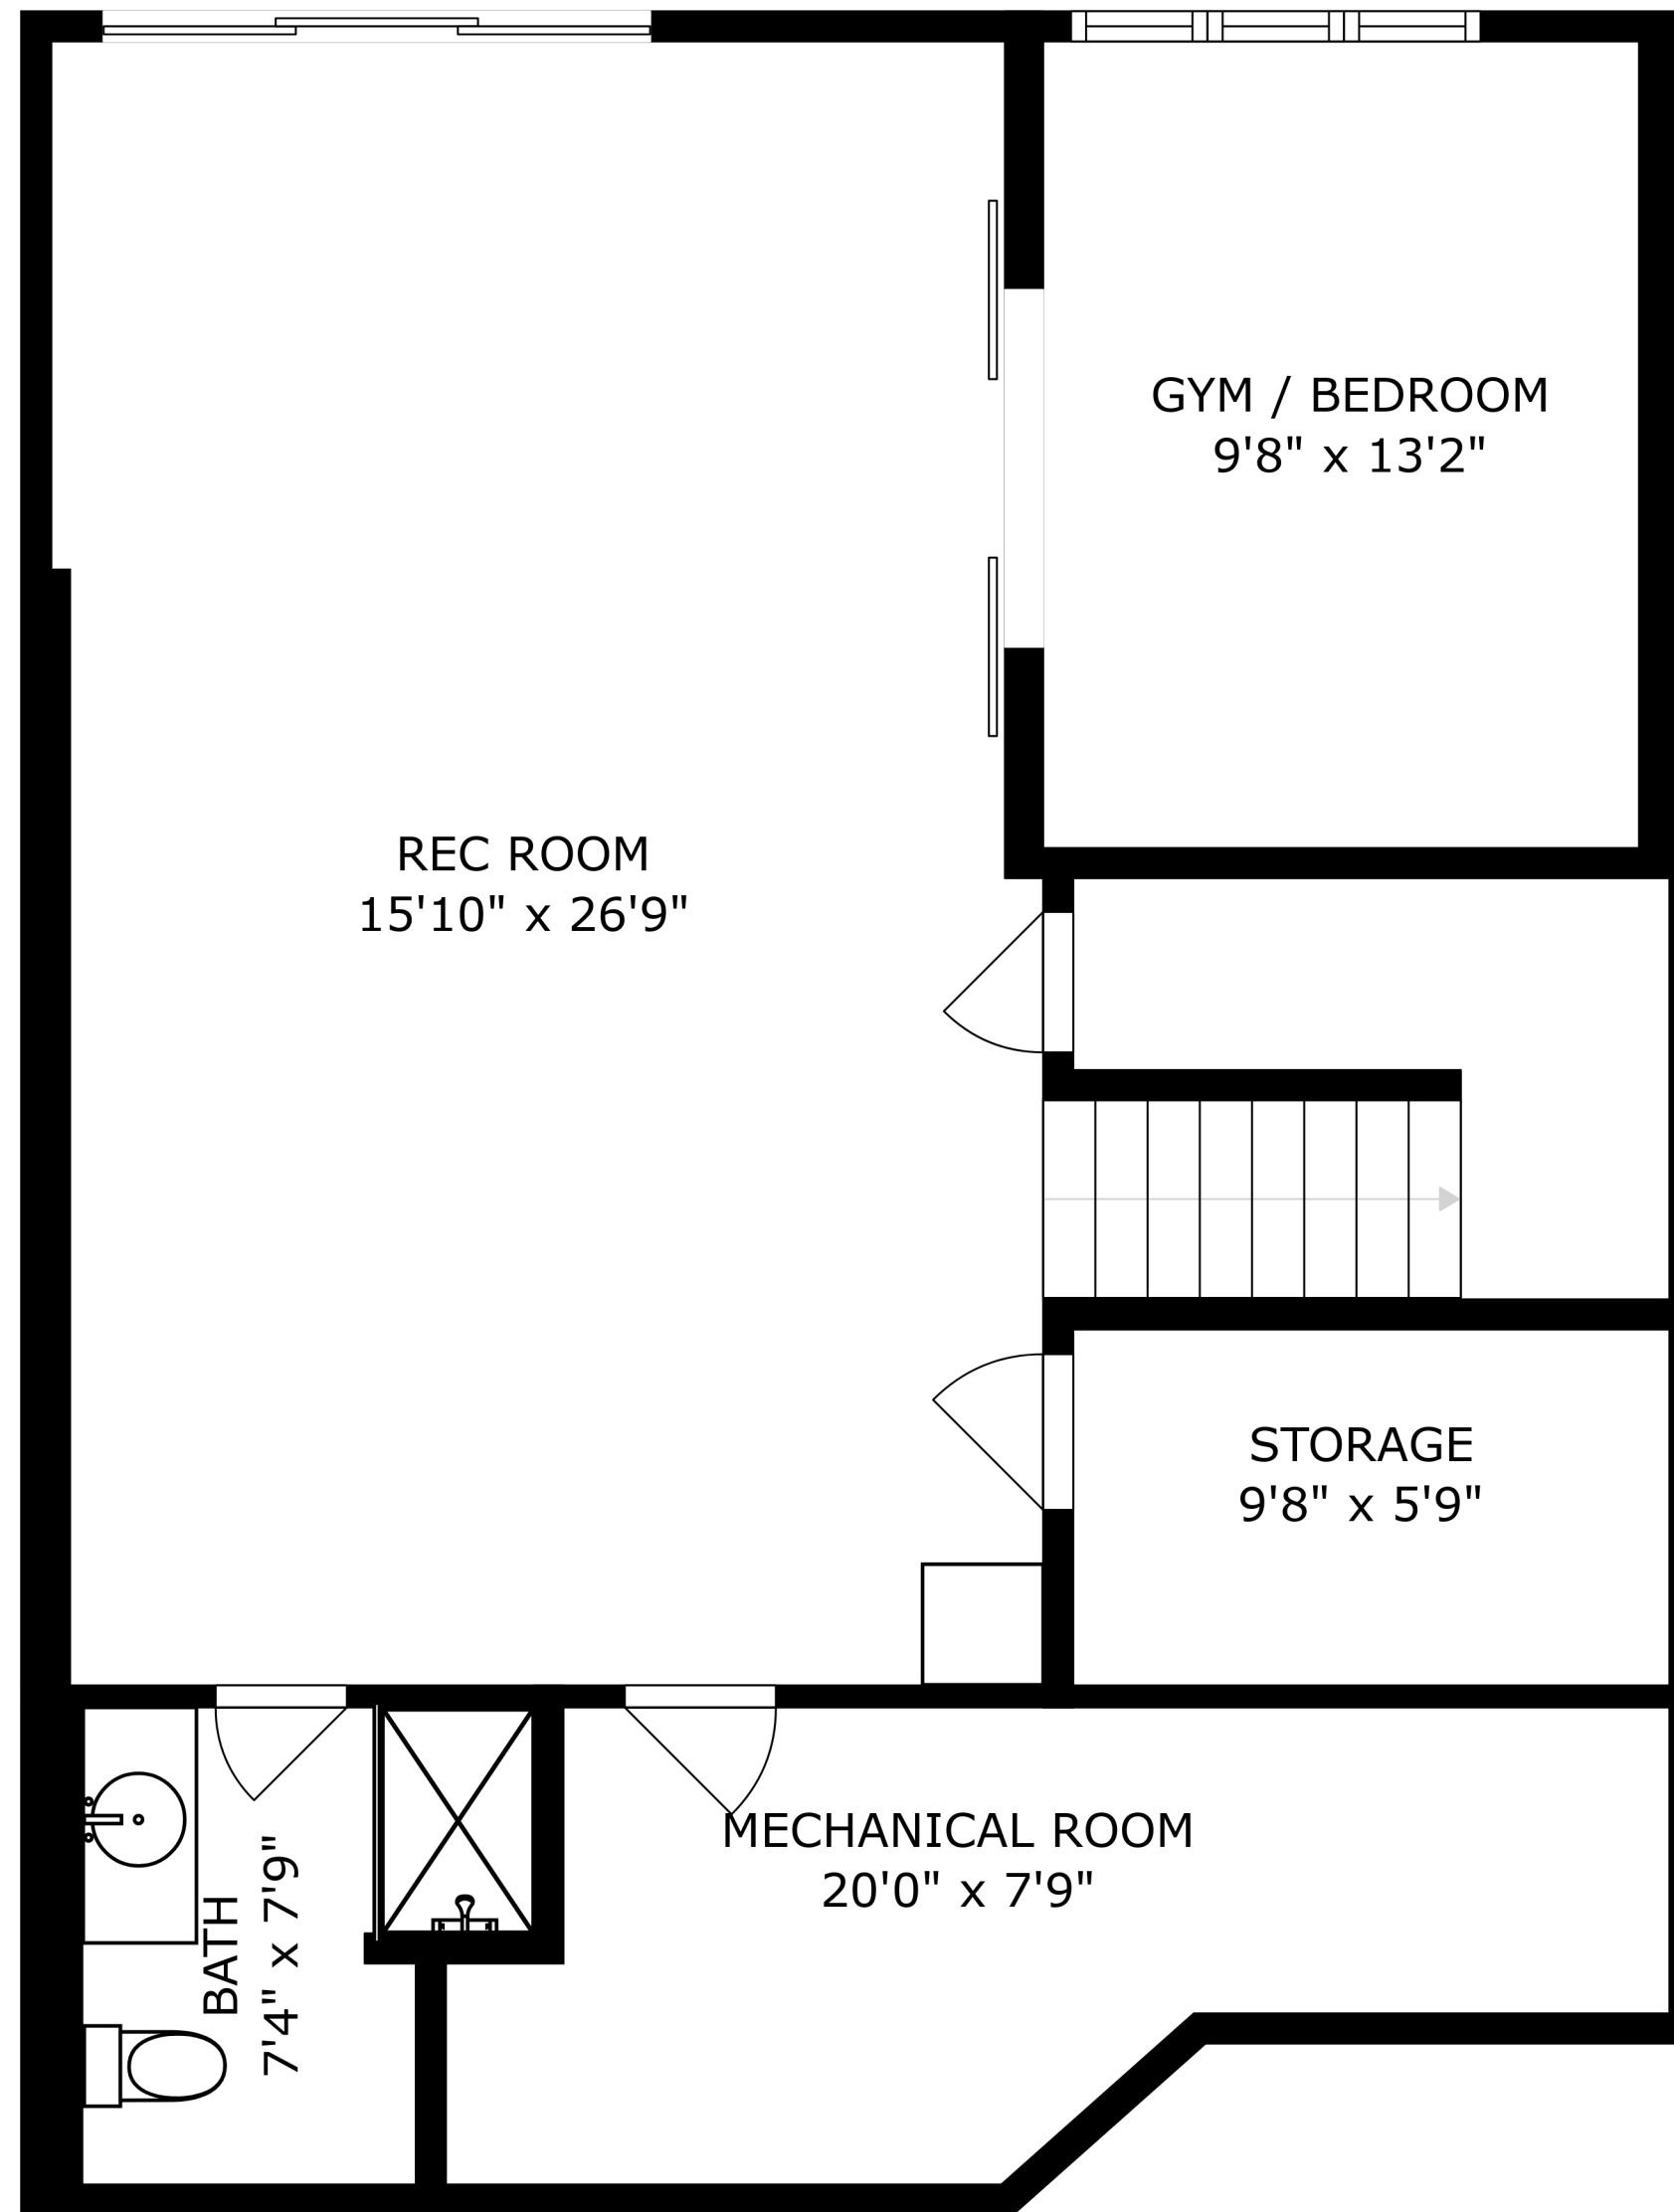 GYM / BEDROOM
9'8" x 13'2"
REC ROOM
15'10" x 26'9"
STORAGE
9'8" x 5'9"
MECHANICAL ROOM
20'0" x 7'9"
BATH
7'4" x 7'9"